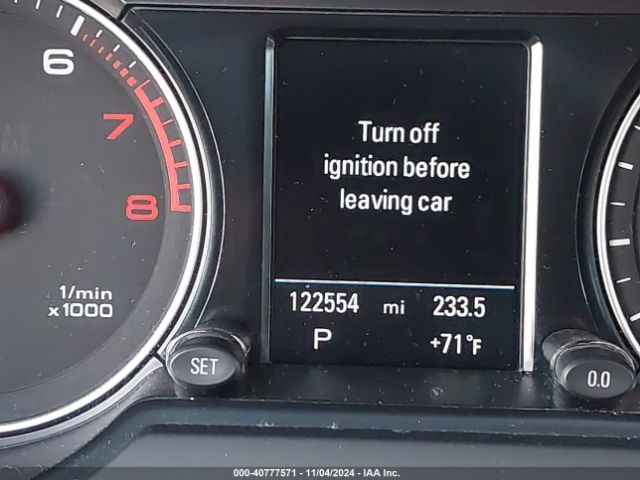 6
7
8
1/min
x1000
Turn off
ignition before
leaving car
122554 mi 233.5
P +71°F
SET
0.0
000-40777571 - 11/04/2024 - IAA Inc.